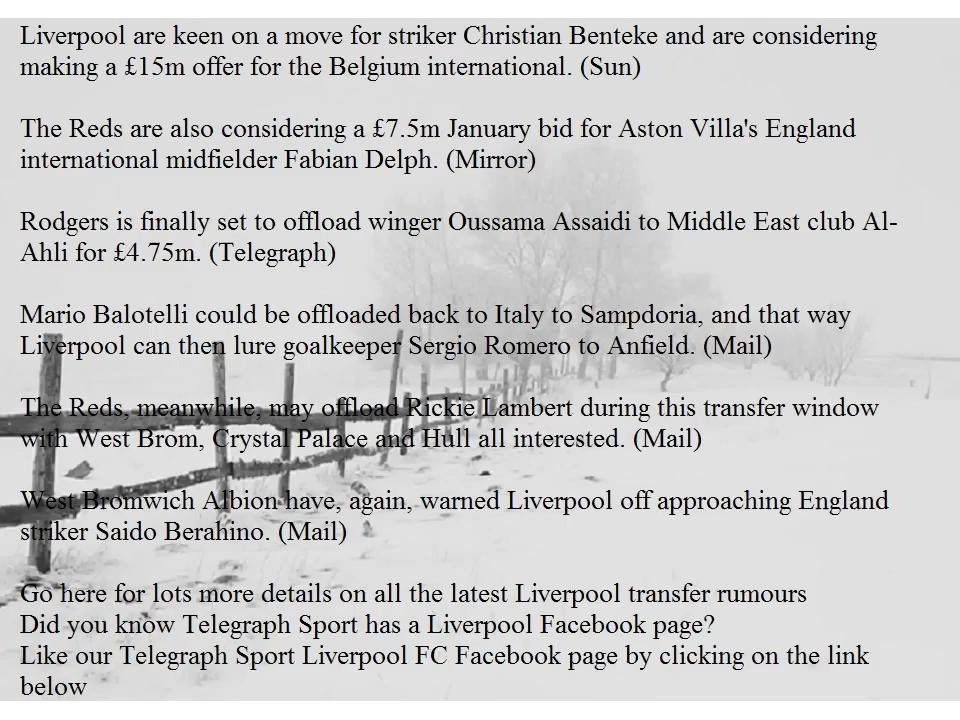 Liverpool are keen on a move for striker Christian Benteke and are considering
making a £15m offer for the Belgium international. (Sun)
The Reds are also considering a £7.5m January bid for Aston Villa's England
international midfielder Fabian Delph. (Mirror)
Rodgers is finally set to offload winger Oussama Assaidi to Middle East club Al-
Ahli for £4.75m. (Telegraph)
Mario Balotelli could be offloaded back to Italy to Sampdoria, and that way
Liverpool can then lure goalkeeper Sergio Romero to Anfield. (Mail)
The Reds, meanwhile, may offload Rickie Lambert during this transfer window
with West Brom, Crystal Palace and Hull all interested. (Mail)
West Bromwich Albion have, again, warned Liverpool off approaching England
striker Saido Berahino. (Mail)
Go here for lots more details on all the latest Liverpool transfer rumours
Did you know Telegraph Sport has a Liverpool Facebook page?
Like our Telegraph Sport Liverpool FC Facebook page by clicking on the link
below